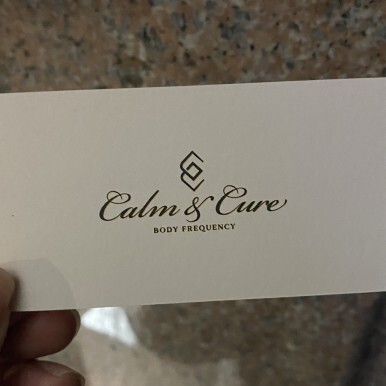 Calm & Cure
BODY FREQUENCY